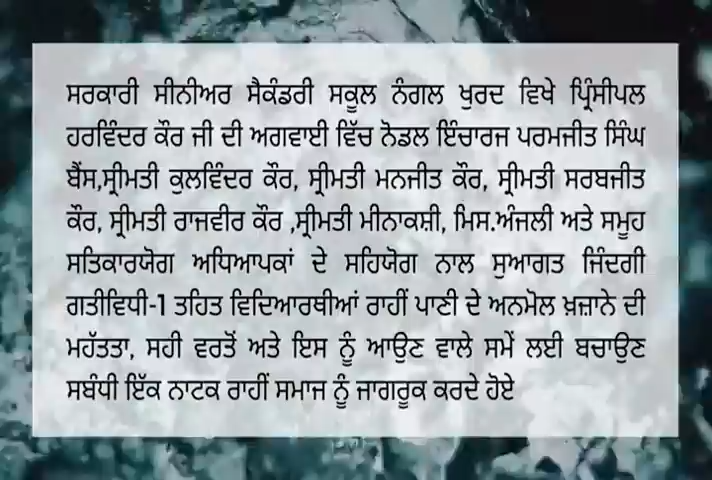 ਸਰਕਾਰੀ ਸੀਨੀਅਰ ਸੈਕੰਡਰੀ ਸਕੂਲ ਨੰਗਲ ਖੁਰਦ ਵਿਖੇ ਪ੍ਰਿੰਸੀਪਲ
ਹਰਵਿੰਦਰ ਕੌਰ ਜੀ ਦੀ ਅਗਵਾਈ ਵਿੱਚ ਨੋਡਲ ਇੰਚਾਰਜ ਪਰਮਜੀਤ ਸਿੰਘ
ਬੈਂਸ,ਸ੍ਰੀਮਤੀ ਕੁਲਵਿੰਦਰ ਕੌਰ, ਸ੍ਰੀਮਤੀ ਮਨਜੀਤ ਕੌਰ, ਸ੍ਰੀਮਤੀ ਸਰਬਜੀਤ
ਕੌਰ, ਸ੍ਰੀਮਤੀ ਰਾਜਵੀਰ ਕੌਰ ,ਸ੍ਰੀਮਤੀ ਮੀਨਾਕਸ਼ੀ, ਮਿਸ.ਅੰਜਲੀ ਅਤੇ ਸਮੂਹ
ਸਤਿਕਾਰਯੋਗ ਅਧਿਆਪਕਾਂ ਦੇ ਸਹਿਯੋਗ ਨਾਲ ਸੁਆਗਤ ਜਿੰਦਗੀ
ਗਤੀਵਿਧੀ-1 ਤਹਿਤ ਵਿਦਿਆਰਥੀਆਂ ਰਾਹੀਂ ਪਾਣੀ ਦੇ ਅਨਮੋਲ ਖ਼ਜ਼ਾਨੇ ਦੀ
ਮਹੱਤਤਾ, ਸਹੀ ਵਰਤੋਂ ਅਤੇ ਇਸ ਨੂੰ ਆਉਣ ਵਾਲੇ ਸਮੇਂ ਲਈ ਬਚਾਉਣ
ਸਬੰਧੀ ਇੱਕ ਨਾਟਕ ਰਾਹੀਂ ਸਮਾਜ ਨੂੰ ਜਾਗਰੂਕ ਕਰਦੇ ਹੋਏ